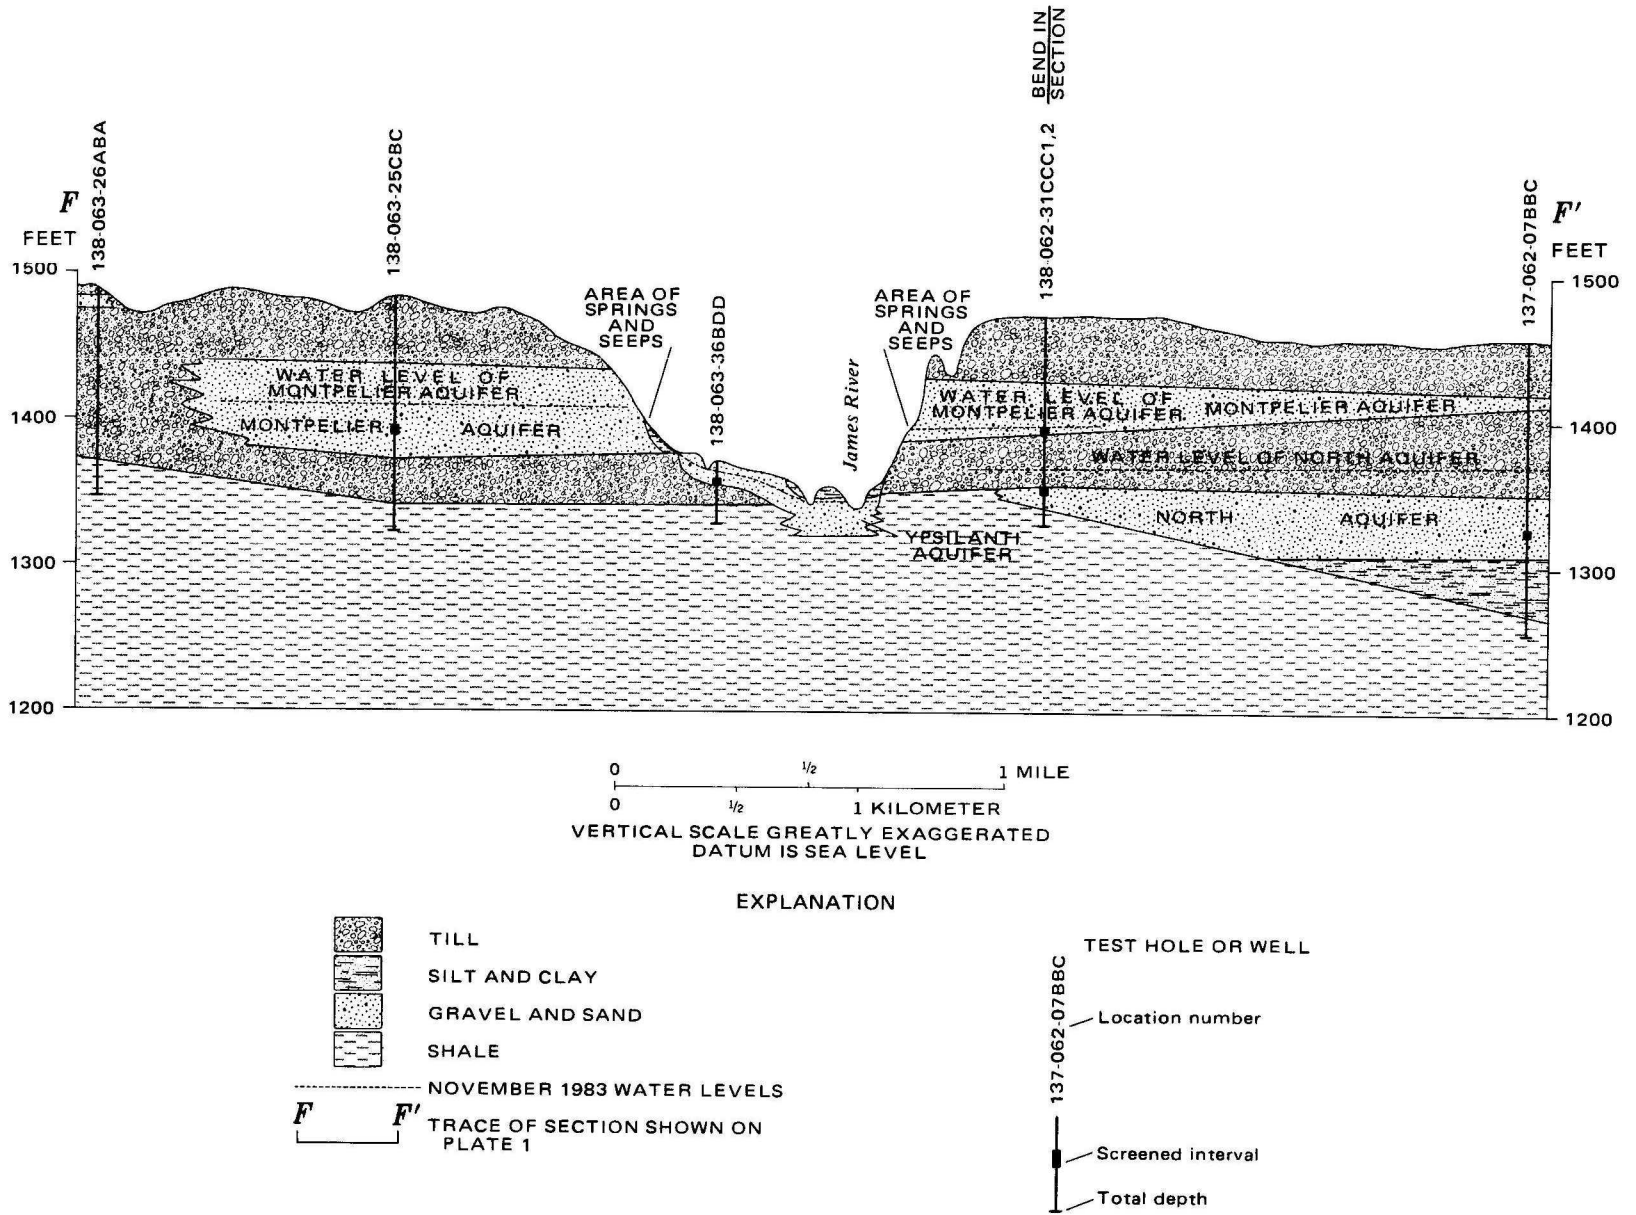 BEND IN
SECTION
138-063-26ABA
138-063-25CBC
138-063-36BDD
138-062-31CCC1,2
137-062-07BBC
F
FEET
F'
FEET
1500
1400
1300
1200
1500
1400
1300
1200
AREA OF
SPRINGS
AND
SEEPS
AREA OF
SPRINGS
AND
SEEPS
James River
WATER LEVEL OF
MONTPELIER AQUIFER
MONTPELIER AQUIFER
WATER LEVEL OF
MONTPELIER AQUIFER
MONTPELIER AQUIFER
WATER LEVEL OF NORTH AQUIFER
NORTH AQUIFER
YPSILANTI
AQUIFER
0 1/2 1 MILE
0 1/2 1 KILOMETER
VERTICAL SCALE GREATLY EXAGGERATED
DATUM IS SEA LEVEL
EXPLANATION
TILL
SILT AND CLAY
GRAVEL AND SAND
SHALE
NOVEMBER 1983 WATER LEVELS
F F'
TRACE OF SECTION SHOWN ON
PLATE 1
TEST HOLE OR WELL
137-062-07BBC
Location number
Screened interval
Total depth